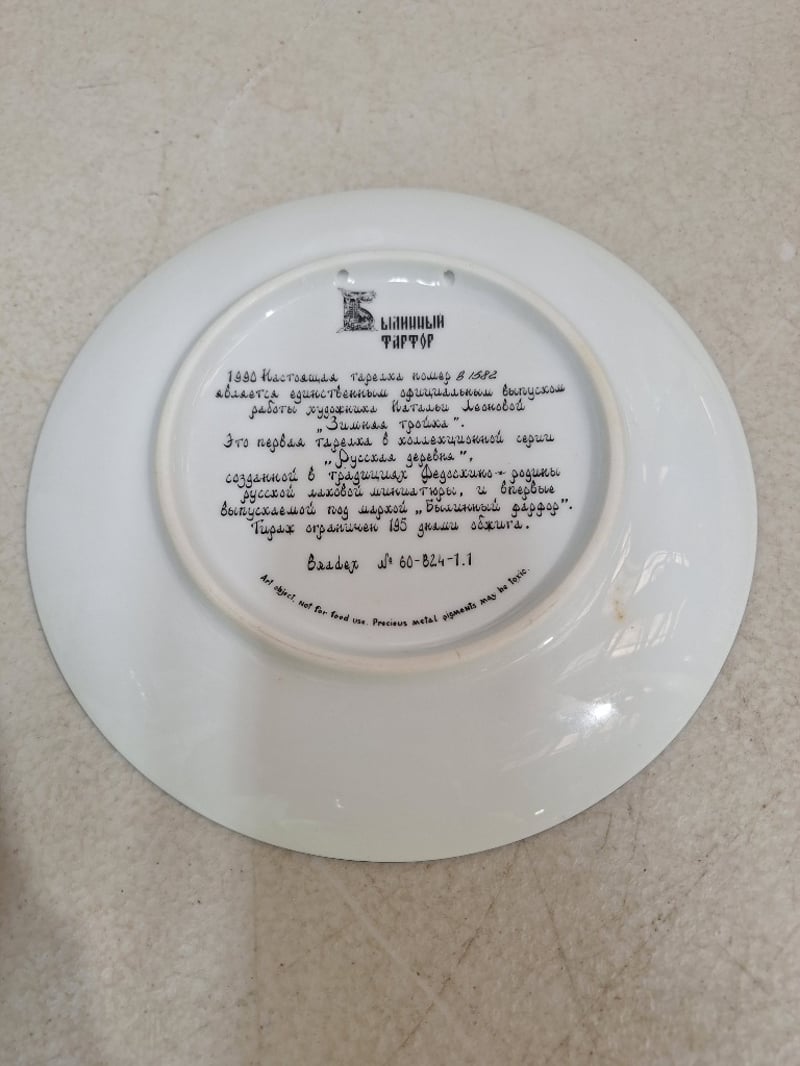 Былинный
фарфор
1990 Настоящая тарелка номер В 1582
является единственным официальным выпуском
работы художника Натальи Леоновой
„Зимняя тройка".
Это первая тарелка в коллекционной серии
„Русская деревня",
созданной в традициях Федоскино - родины
русской лаковой миниатюры, и впервые
выпускаемой под маркой „Былинный фарфор".
Тираж ограничен 195 днями обжига.
Bradex № 60-B24-1.1
Art object. Not for food use. Precious metal pigments may be toxic.